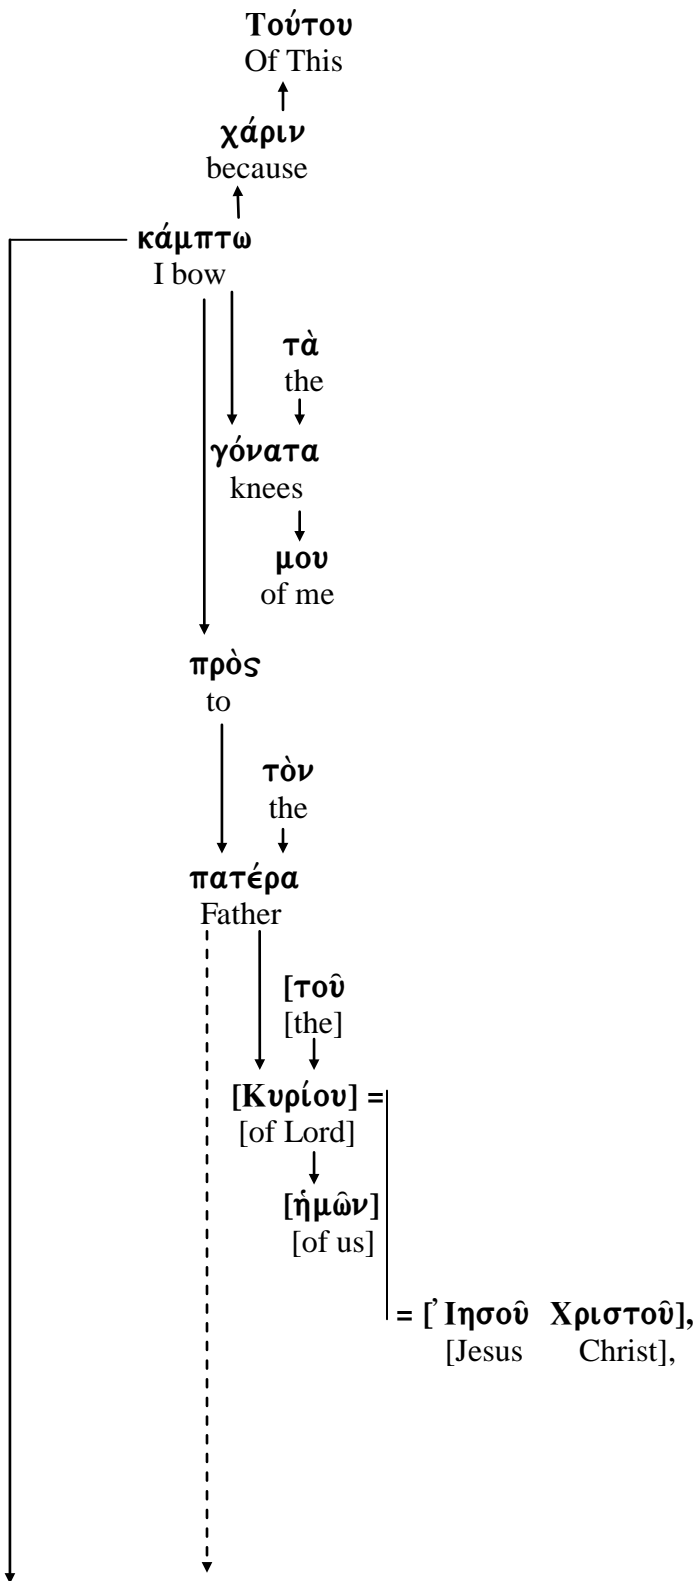 Τούτου
Of This
χάριν
because
κάμπτω
I bow
τὰ
the
γόνατα
knees
μου
of me
πρὸς
to
τὸν
the
πατέρα
Father
[τοῦ
[the]
[Κυρίου] =
[of Lord]
[ἡμῶν]
[of us]
= [Ἰησοῦ Χριστοῦ],
[Jesus Christ],